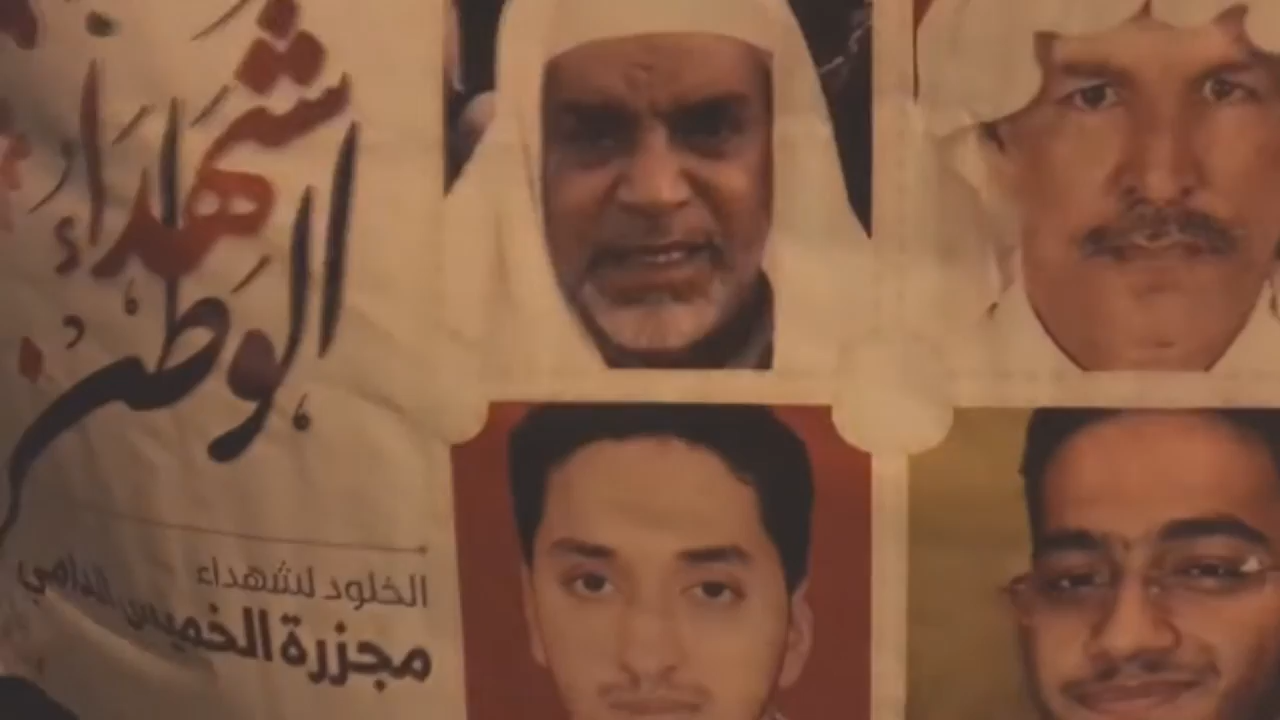 شهداء
الوطن
الخلود لشهداء
مجزرة الخميس الدامي